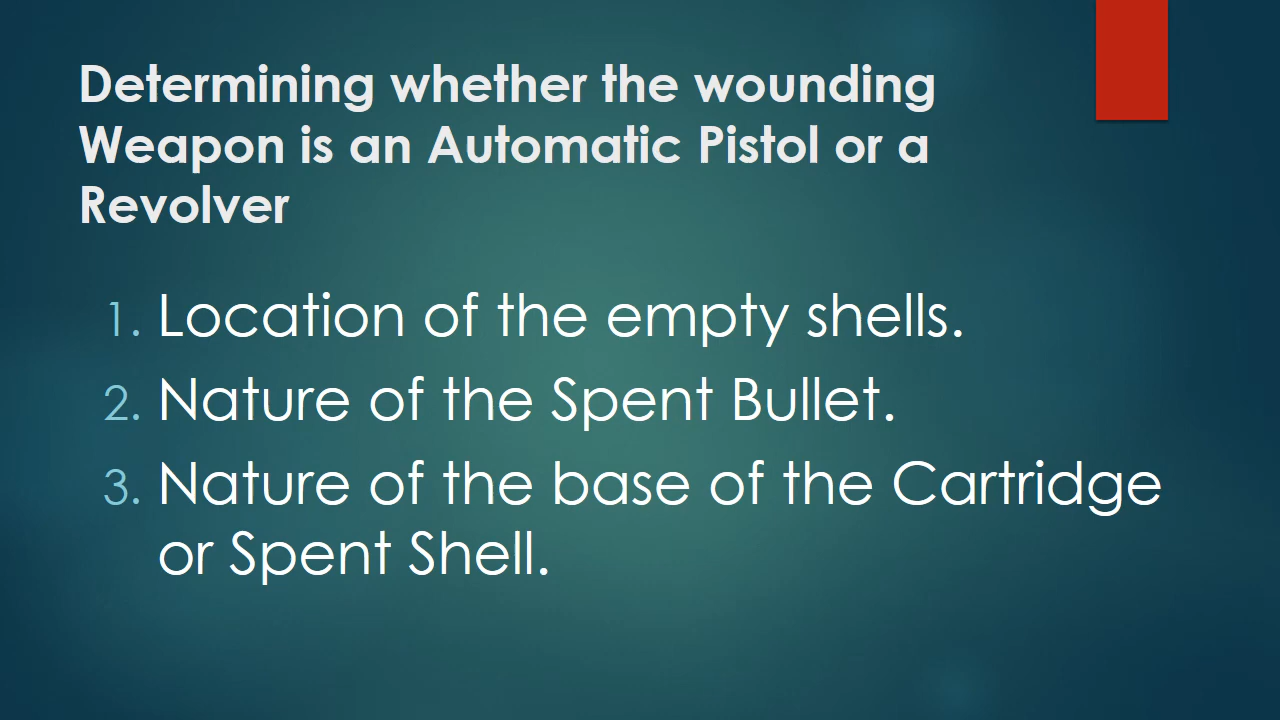 Determining whether the wounding
Weapon is an Automatic Pistol or a
Revolver
1. Location of the empty shells.
2. Nature of the Spent Bullet.
3. Nature of the base of the Cartridge
or Spent Shell.